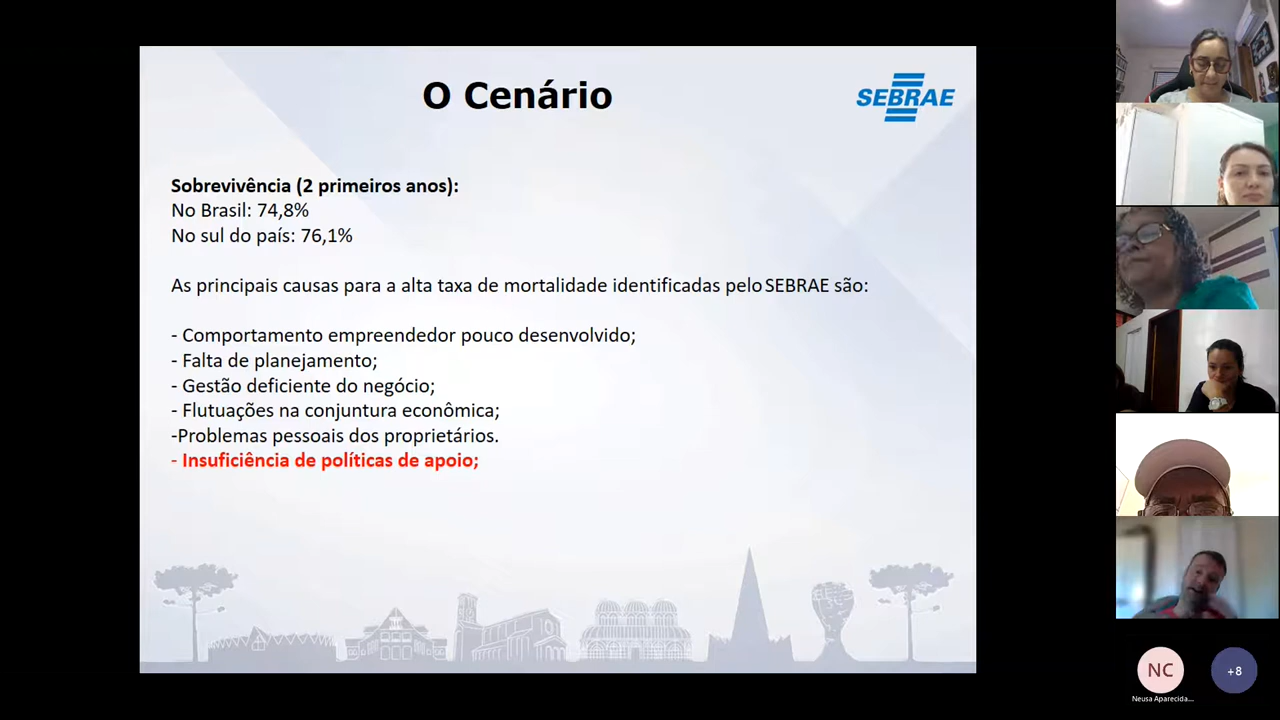 O Cenário
SEBRAE
Sobrevivência (2 primeiros anos):
No Brasil: 74,8%
No sul do país: 76,1%
As principais causas para a alta taxa de mortalidade identificadas pelo SEBRAE são:
- Comportamento empreendedor pouco desenvolvido;
- Falta de planejamento;
- Gestão deficiente do negócio;
- Flutuações na conjuntura econômica;
-Problemas pessoais dos proprietários.
- Insuficiência de políticas de apoio;
NC
+8
Neusa Aparecida...